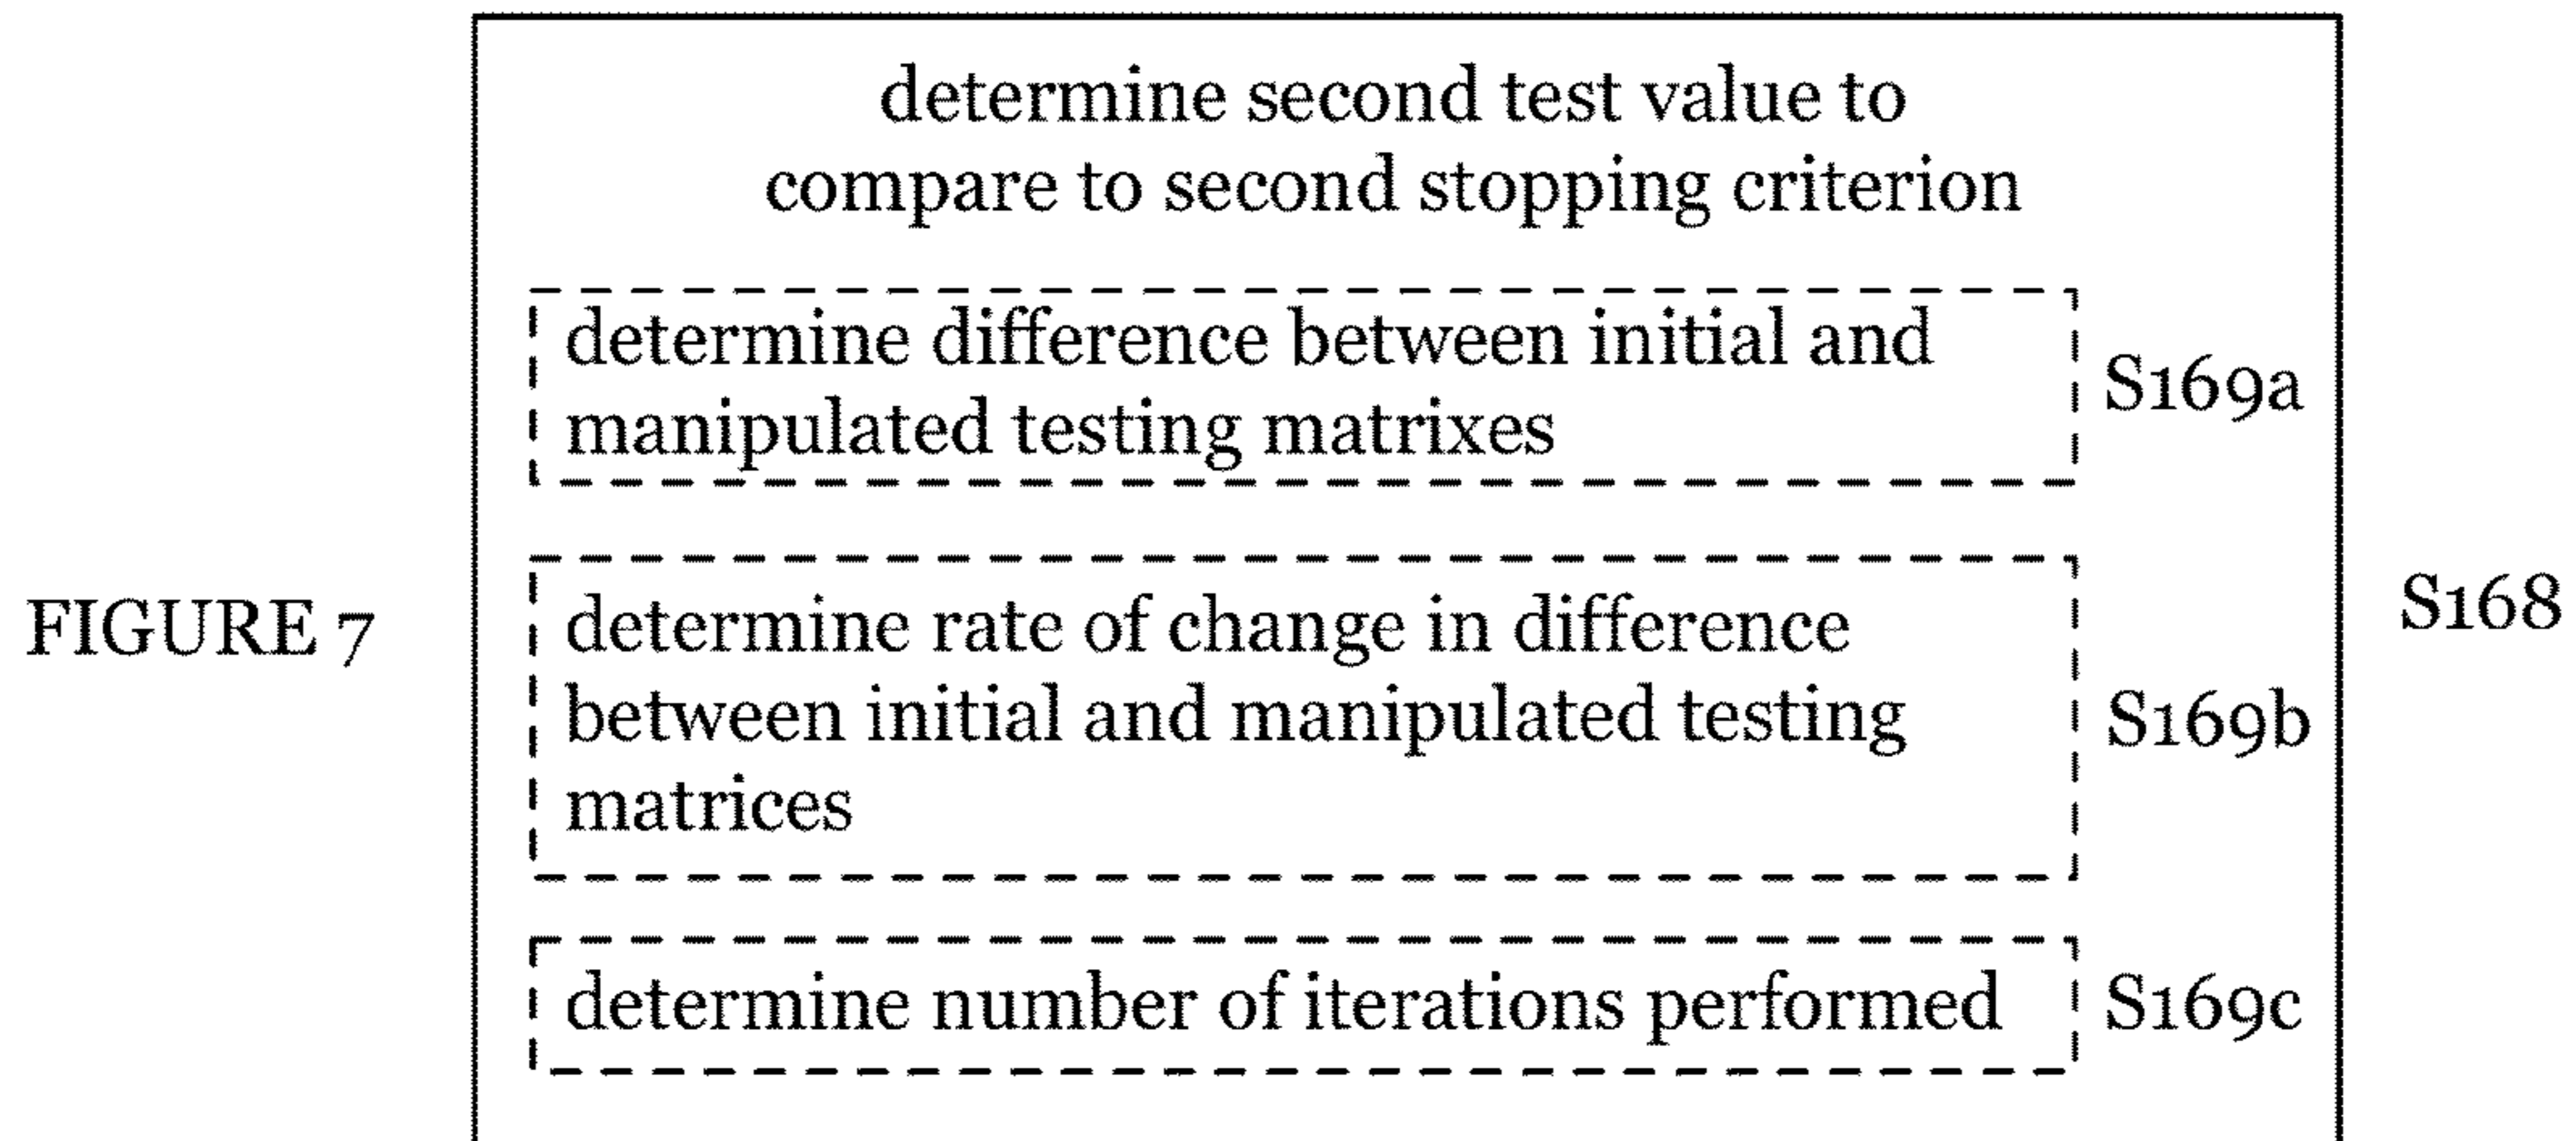 determine second test value to
compare to second stopping criterion
determine difference between initial and
manipulated testing matrixes
S169a
FIGURE 7
determine rate of change in difference
between initial and manipulated testing
matrices
S169b
S168
determine number of iterations performed
S169c